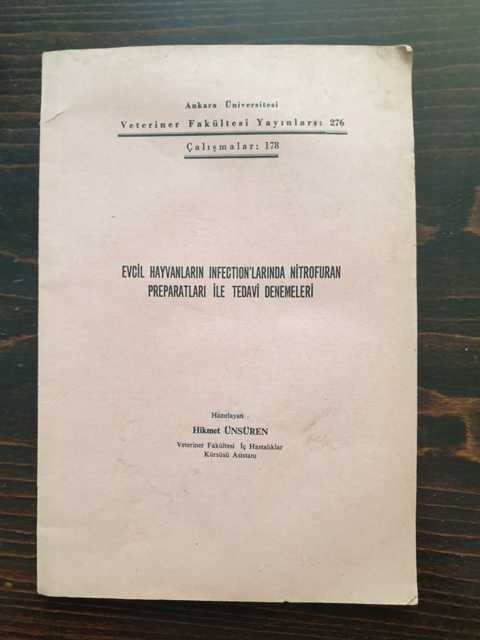 Ankara Üniversitesi
Veteriner Fakültesi Yayınları: 276
Çalışmalar: 178
EVCİL HAYVANLARIN INFECTION'LARINDA NİTROFURAN
PREPARATLARI İLE TEDAVİ DENEMELERİ
Hazırlayan
Hikmet ÜNSÜREN
Veteriner Fakültesi İç Hastalıklar
Kürsüsü Asistanı